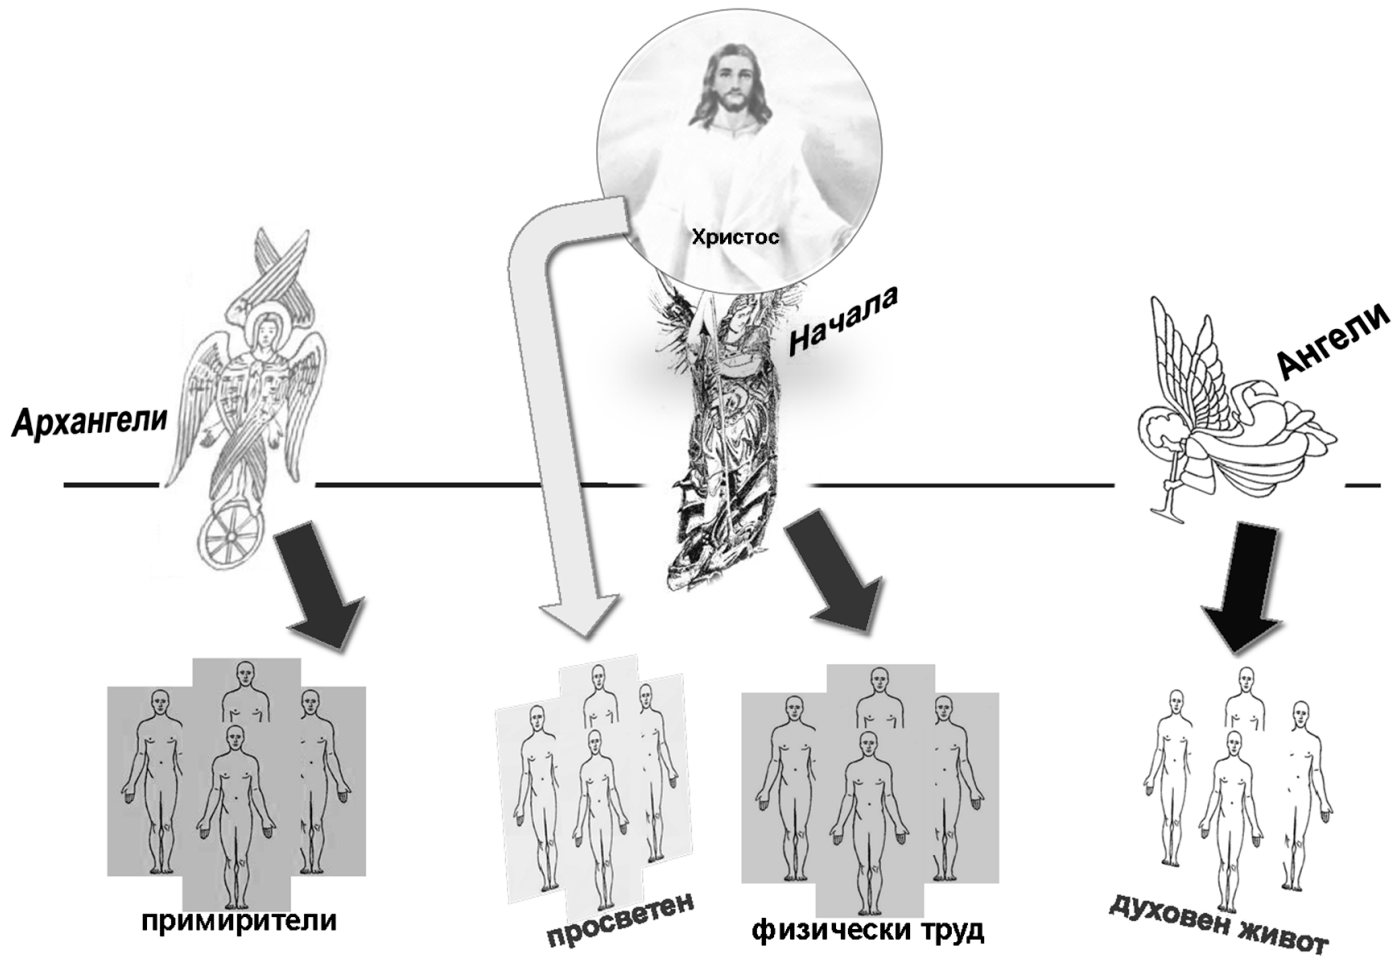 Христос
Начала
Ангели
Архангели
примирители
просветен
физически труд
духовен живот